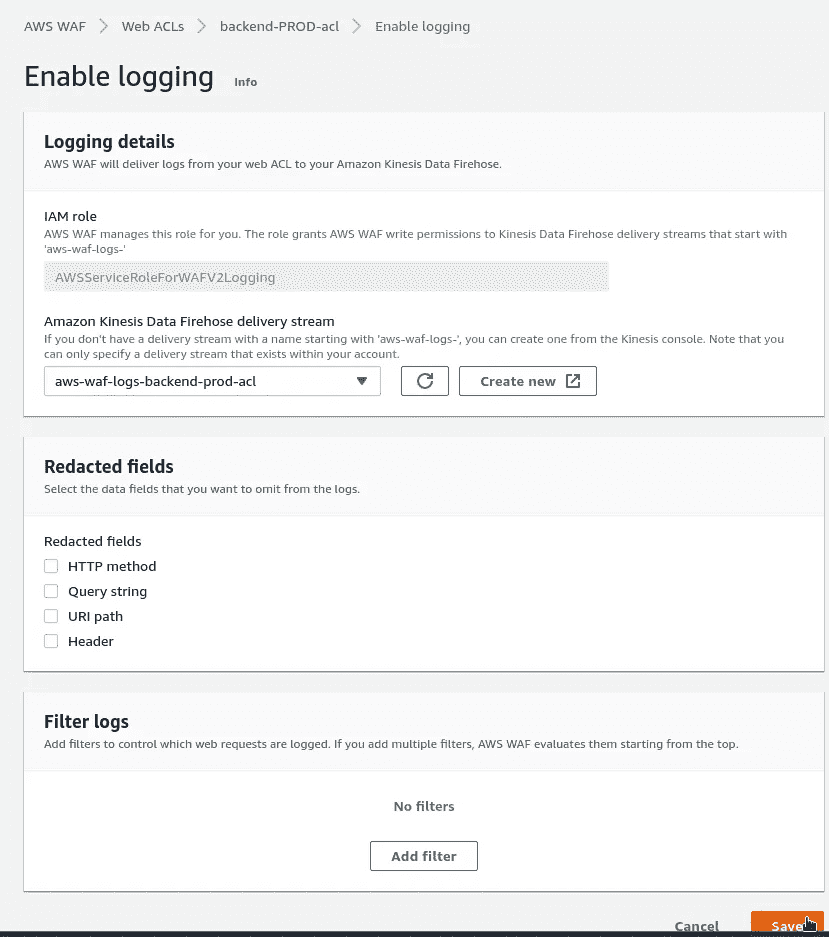 AWS WAF > Web ACLs > backend-PROD-acl > Enable logging
Enable logging Info
Logging details
AWS WAF will deliver logs from your web ACL to your Amazon Kinesis Data Firehose.
IAM role
AWS WAF manages this role for you. The role grants AWS WAF write permissions to Kinesis Data Firehose delivery streams that start with
'aws-waf-logs-'
AWSServiceRoleForWAFV2Logging
Amazon Kinesis Data Firehose delivery stream
If you don't have a delivery stream with a name starting with 'aws-waf-logs-', you can create one from the Kinesis console. Note that you
can only specify a delivery stream that exists within your account.
aws-waf-logs-backend-prod-acl Create new
Redacted fields
Select the data fields that you want to omit from the logs.
Redacted fields
HTTP method
Query string
URI path
Header
Filter logs
Add filters to control which web requests are logged. If you add multiple filters, AWS WAF evaluates them starting from the top.
No filters
Add filter
Cancel Save